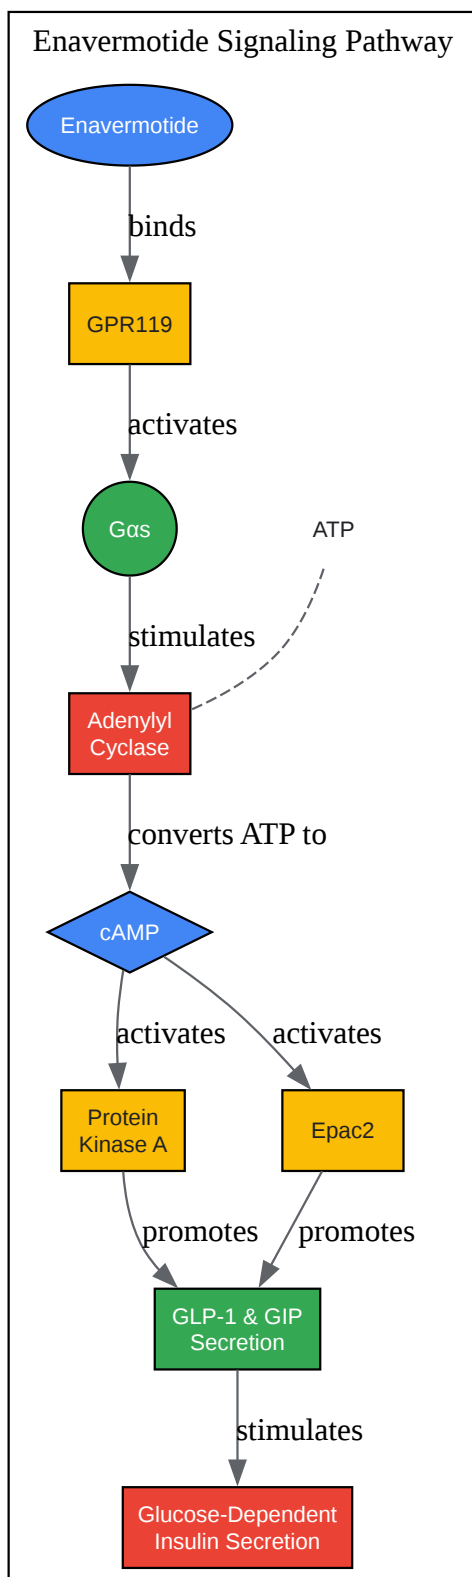 Enavermotide Signaling Pathway
Enavermotide
binds
GPR119
activates
Gαs
ATP
stimulates
Adenylyl
Cyclase
converts ATP to
cAMP
activates
activates
Protein
Kinase A
Epac2
promotes
promotes
GLP-1 & GIP
Secretion
stimulates
Glucose-Dependent
Insulin Secretion